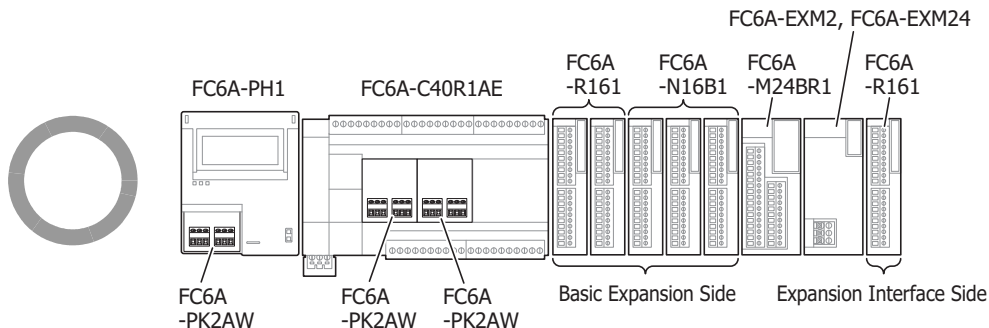 FC6A-EXM2, FC6A-EXM24
FC6A-PH1
FC6A-C40R1AE
FC6A
-R161
FC6A
-N16B1
FC6A
-M24BR1
FC6A
-R161
FC6A
-PK2AW
FC6A
-PK2AW
FC6A
-PK2AW
Basic Expansion Side
Expansion Interface Side